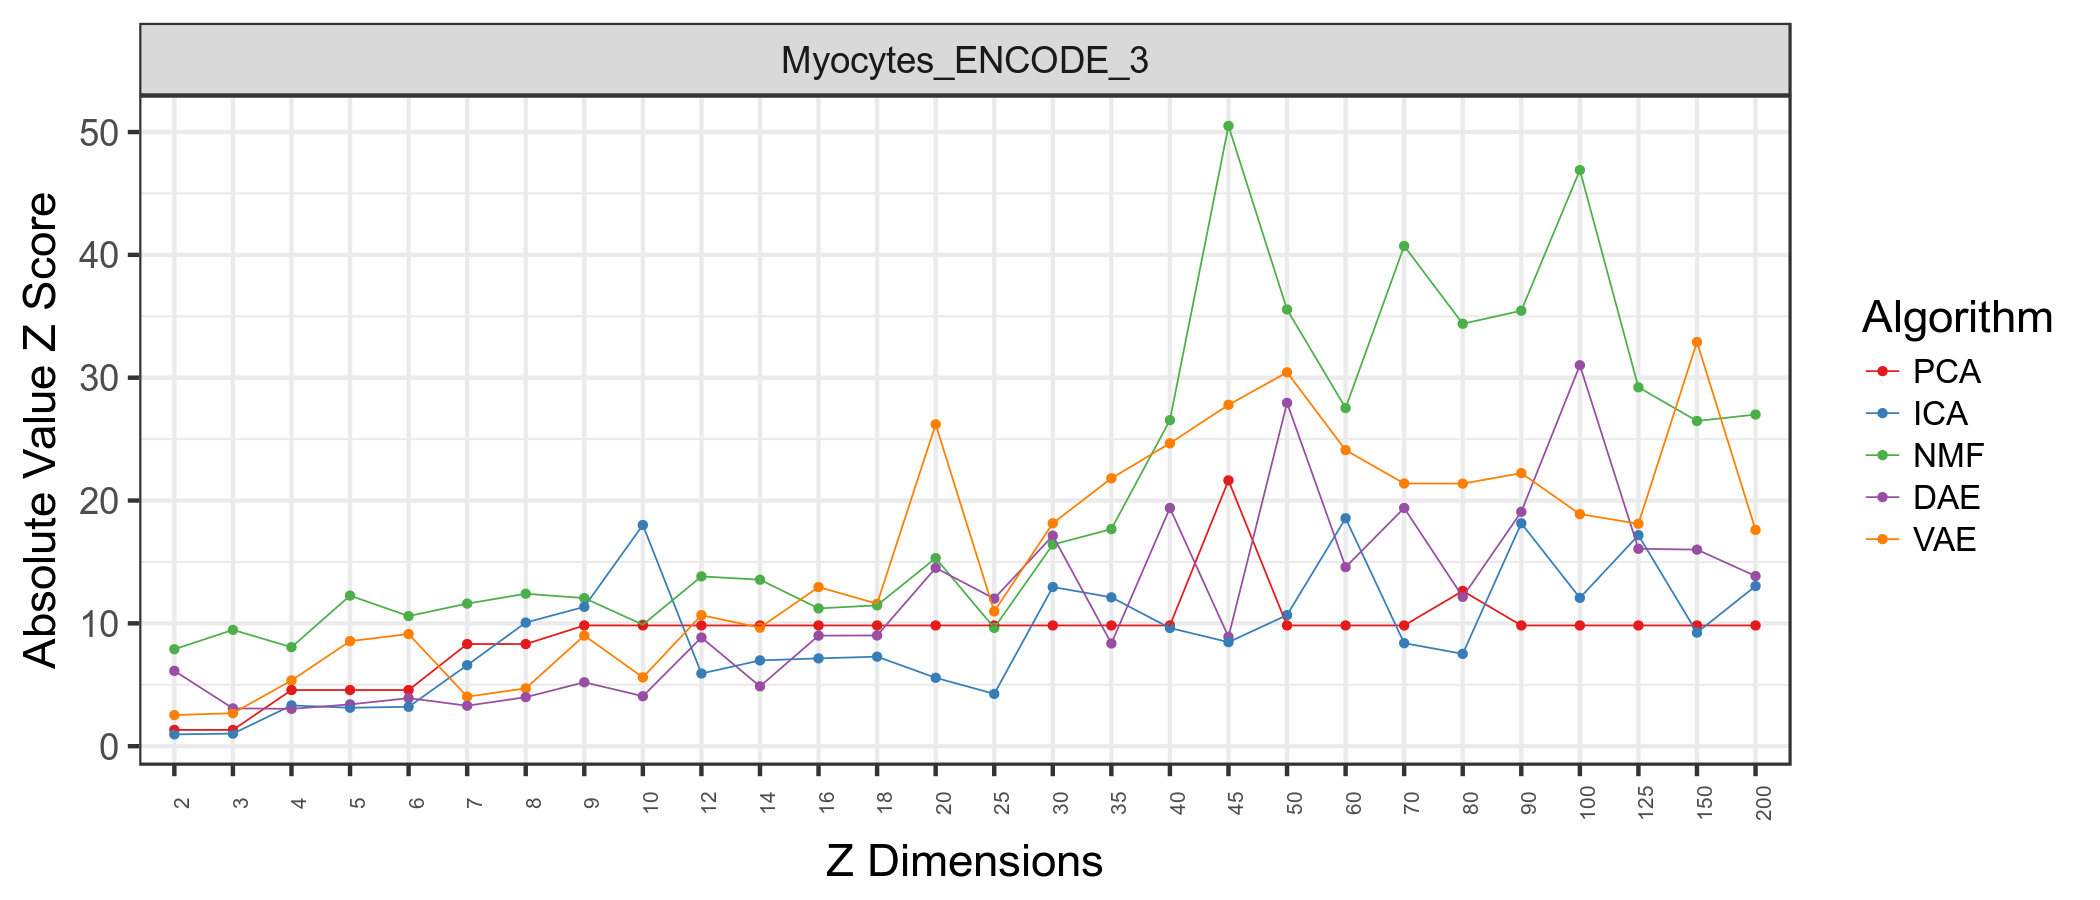 Myocytes_ENCODE_3
Absolute Value Z Score
50
40
30
20
10
0
2 3 4 5 6 7 8 9 10 12 14 16 18 20 25 30 35 40 45 50 60 70 80 90 100 125 150 200
Z Dimensions
Algorithm
PCA
ICA
NMF
DAE
VAE